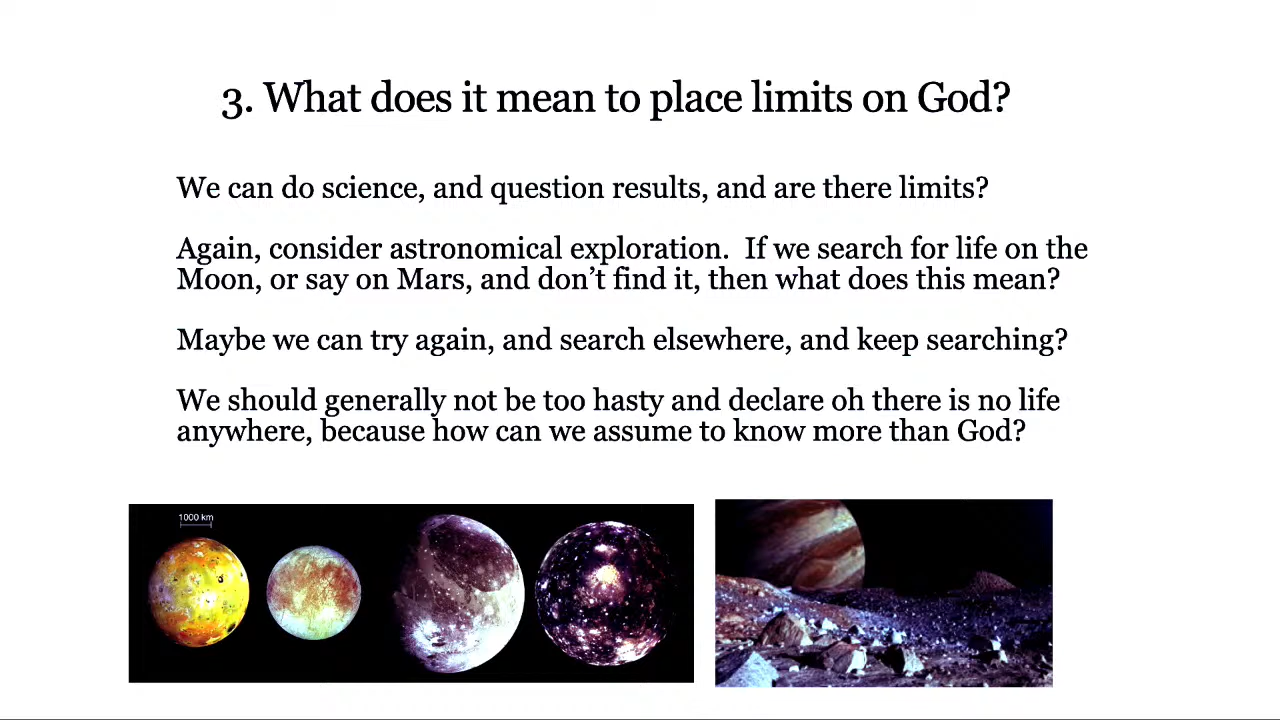 3. What does it mean to place limits on God?
We can do science, and question results, and are there limits?
Again, consider astronomical exploration.  If we search for life on the
Moon, or say on Mars, and don’t find it, then what does this mean?
Maybe we can try again, and search elsewhere, and keep searching?
We should generally not be too hasty and declare oh there is no life
anywhere, because how can we assume to know more than God?
1000 km